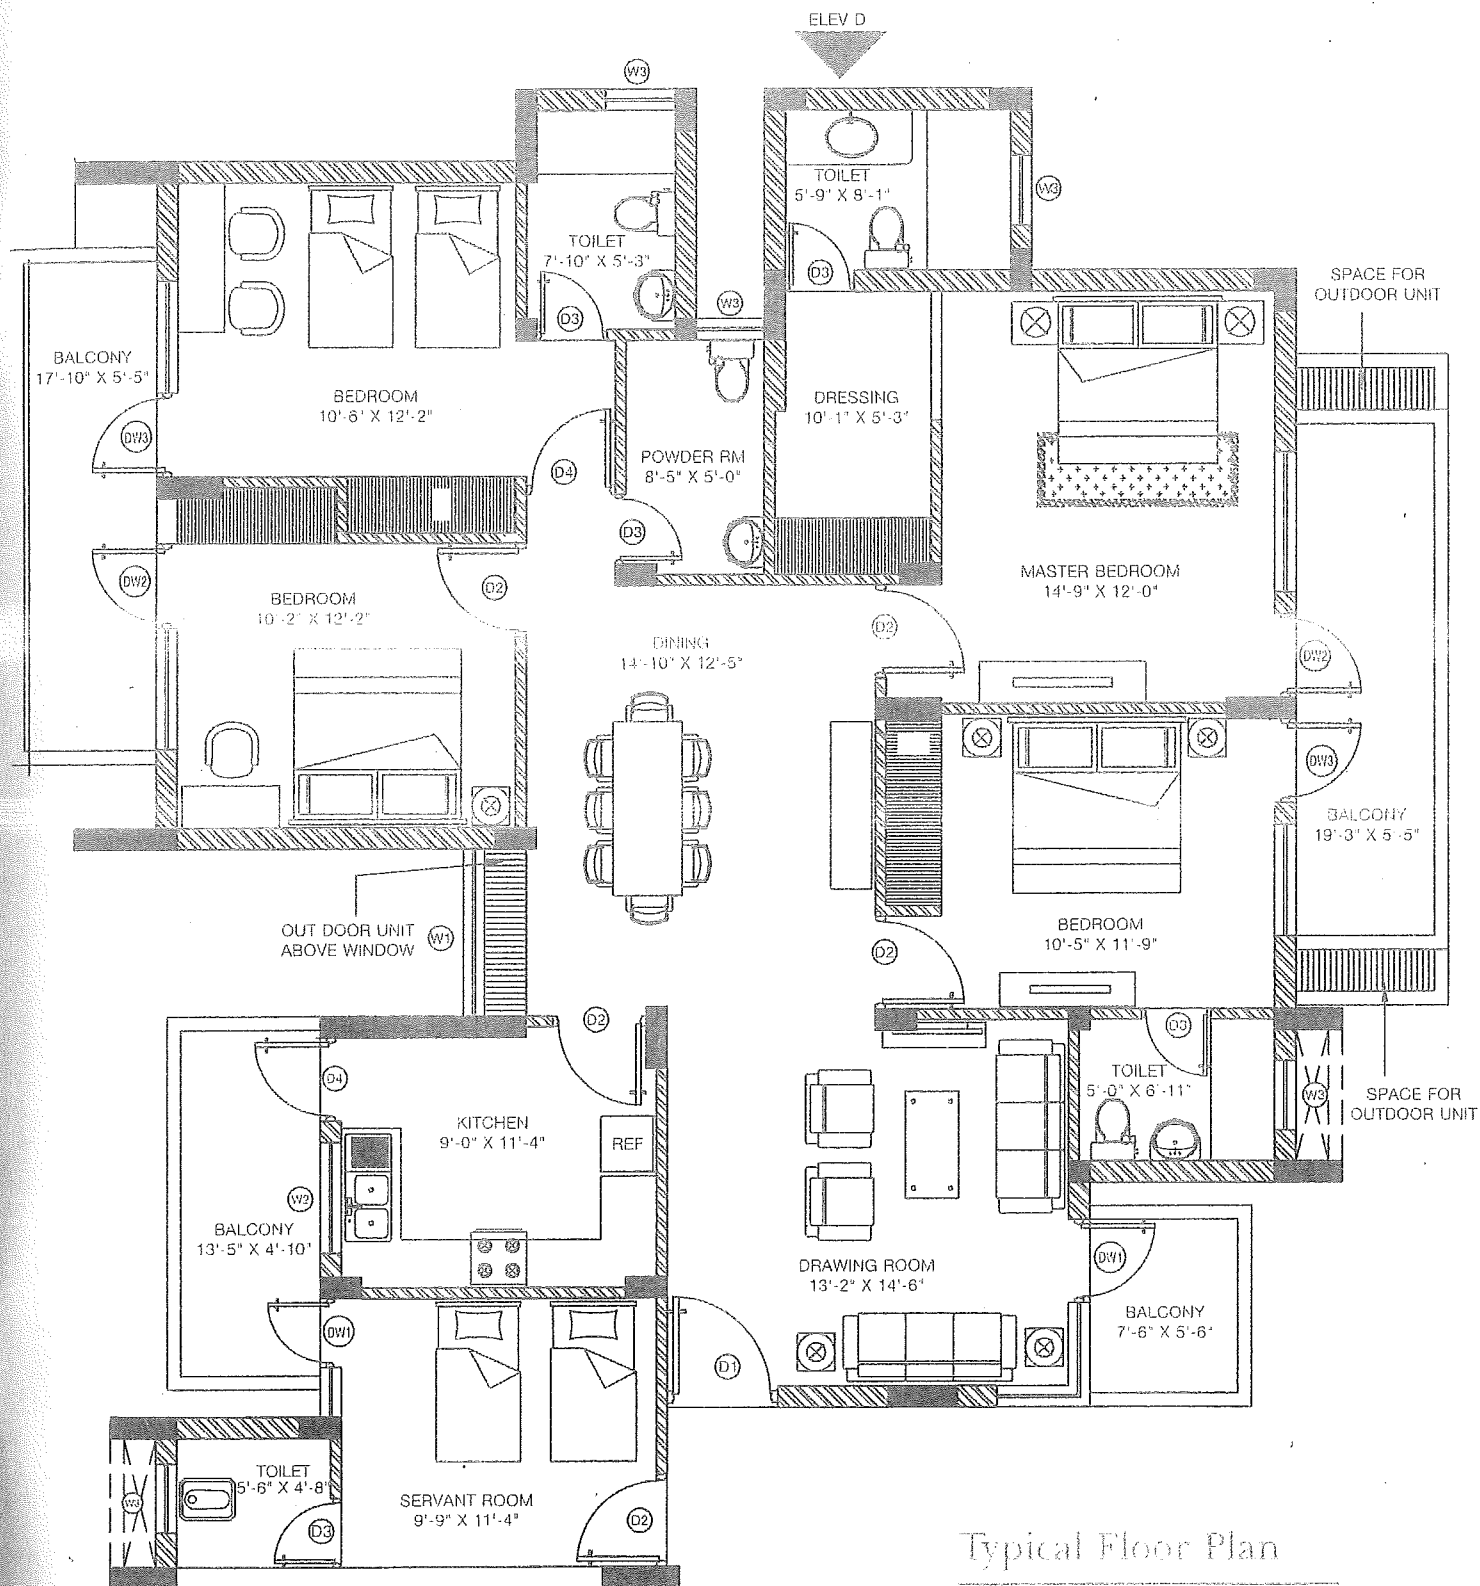 ELEV D
W3
TOILET
5'-9" X 8'-1"
W3
D3
TOILET
7'-10" X 5'-3"
D3
W3
SPACE FOR
OUTDOOR UNIT
BALCONY
17'-10" X 5'-5"
BEDROOM
10'-6" X 12'-2"
DW3
D4
POWDER RM
8'-5" X 5'-0"
D3
DRESSING
10'-1" X 5'-3"
MASTER BEDROOM
14'-9" X 12'-0"
DW2
BEDROOM
10'-2" X 12'-2"
D2
DINING
14'-10" X 12'-5"
D2
DW2
DW3
BALCONY
19'-3" X 5'-5"
OUT DOOR UNIT
ABOVE WINDOW
W1
BEDROOM
10'-5" X 11'-9"
D2
D2
D3
TOILET
5'-0" X 6'-11"
W3
SPACE FOR
OUTDOOR UNIT
D4
KITCHEN
9'-0" X 11'-4"
REF
W2
BALCONY
13'-5" X 4'-10"
DRAWING ROOM
13'-2" X 14'-6"
DW1
BALCONY
7'-6" X 5'-6"
DW1
D1
TOILET
5'-6" X 4'-8"
W3
D3
SERVANT ROOM
9'-9" X 11'-4"
D2
Typical Floor Plan